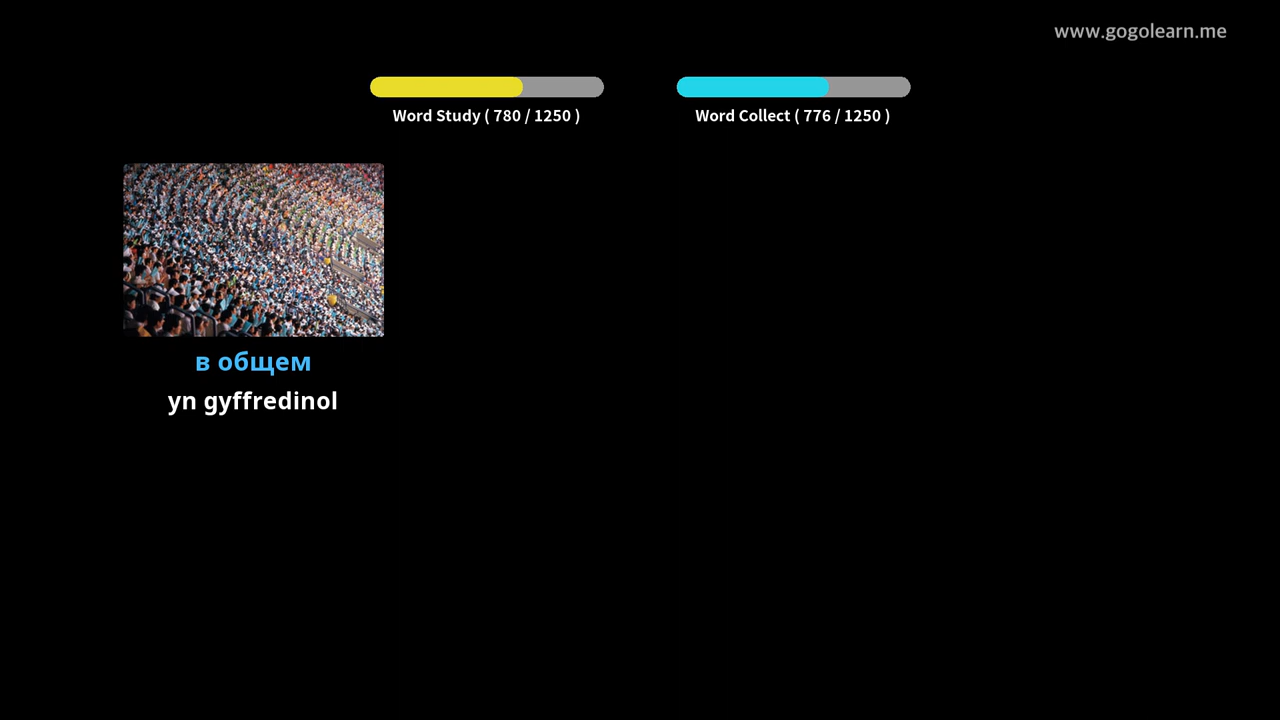 www.gogolearn.me
Word Study ( 780 / 1250 )
Word Collect ( 776 / 1250 )
в общем
yn gyffredinol